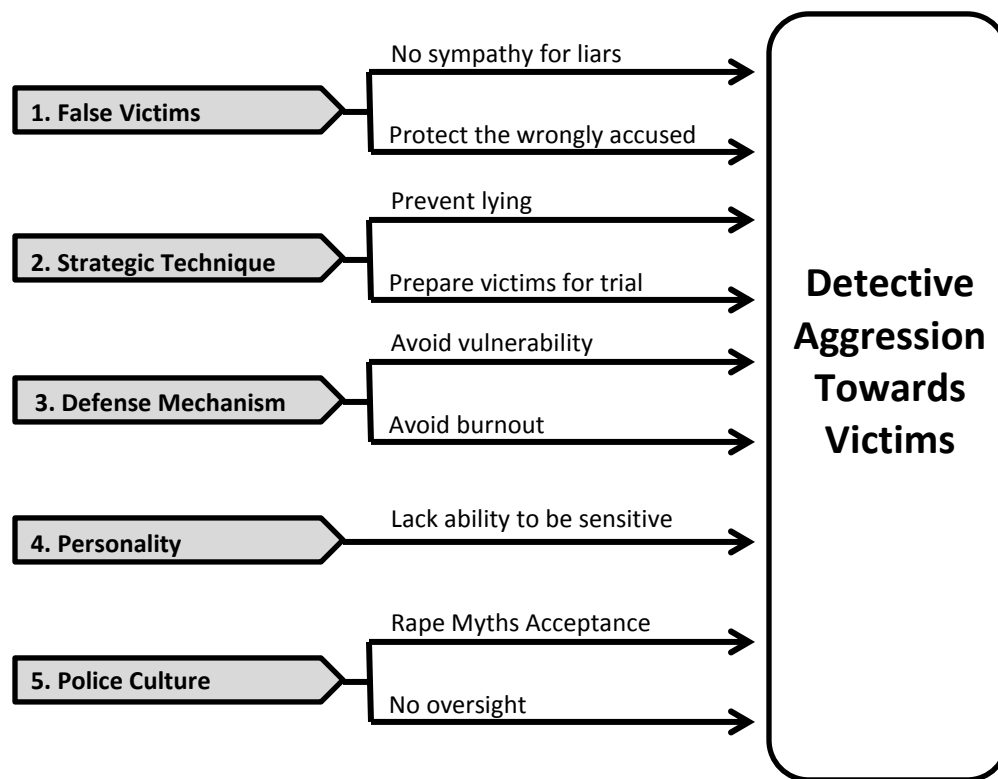 No sympathy for liars
1. False Victims
Protect the wrongly accused
Prevent lying
2. Strategic Technique
Prepare victims for trial
Avoid vulnerability
3. Defense Mechanism
Avoid burnout
Lack ability to be sensitive
4. Personality
Rape Myths Acceptance
5. Police Culture
No oversight
Detective
Aggression
Towards
Victims